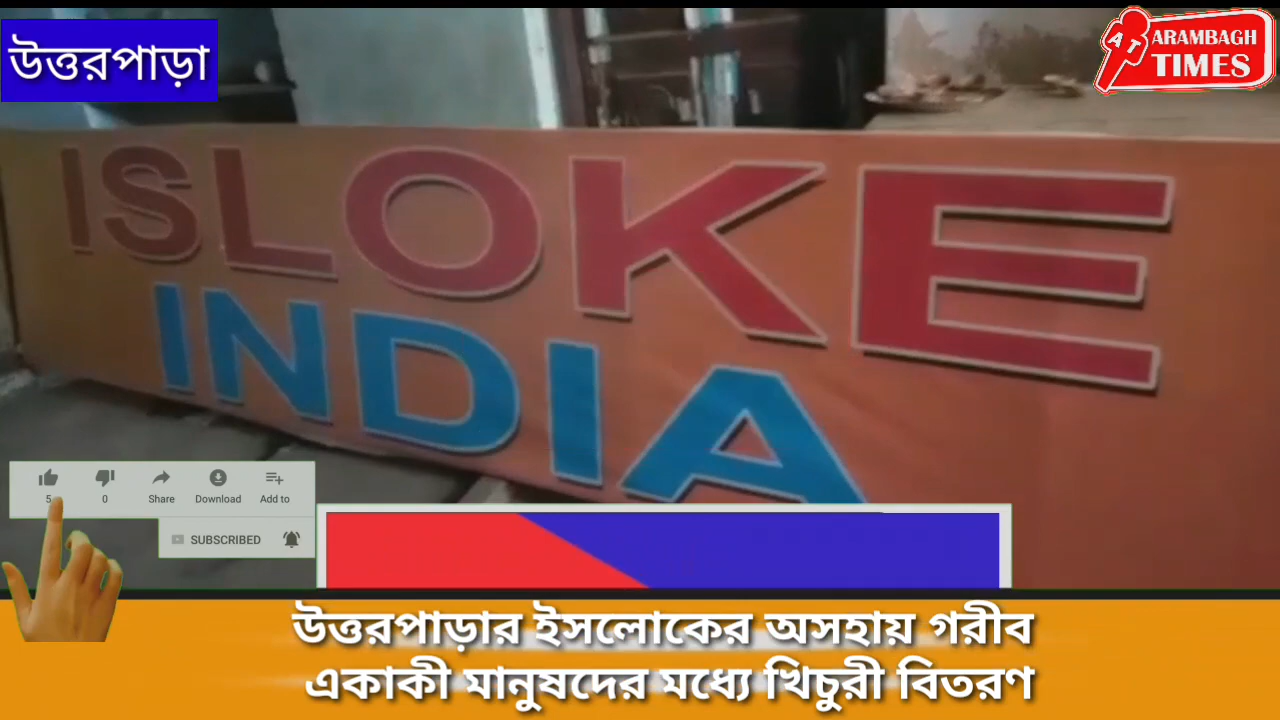 উত্তরপাড়া
AT
ARAMBAGH
TIMES
ISLOKE
INDIA
5
0
Share
Download
Add to
SUBSCRIBED
উত্তরপাড়ার ইসলোকের অসহায় গরীব
একাকী মানুষদের মধ্যে খিচুরী বিতরণ